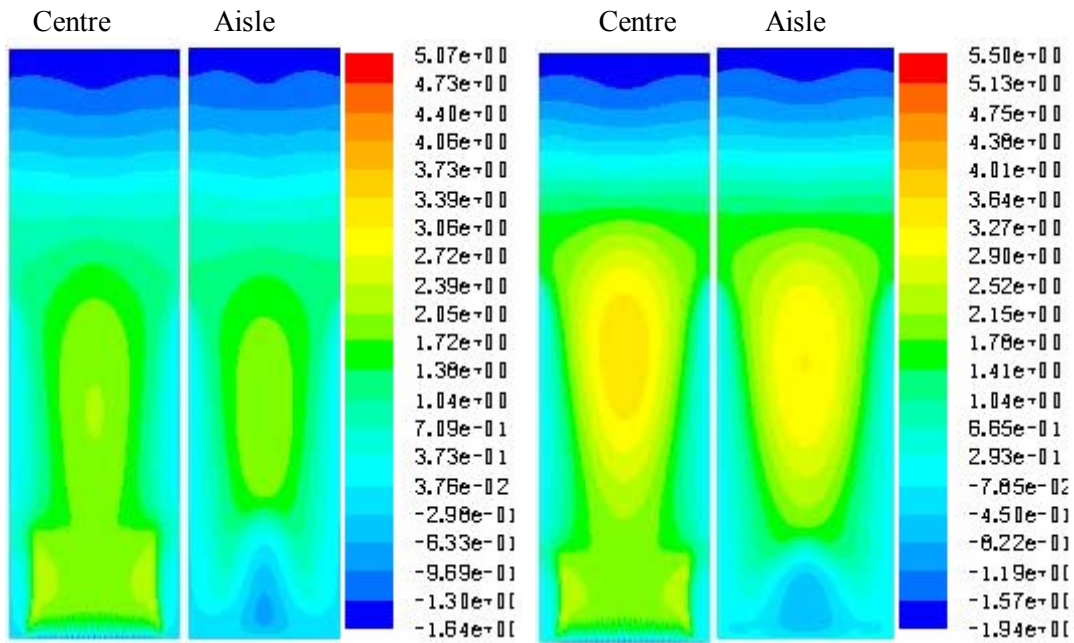 Centre Aisle
5.07e+00
4.73e+00
4.40e+00
4.06e+00
3.73e+00
3.39e+00
3.06e+00
2.72e+00
2.39e+00
2.05e+00
1.72e+00
1.38e+00
1.04e+00
7.09e-01
3.73e-01
3.76e-02
-2.98e-01
-6.33e-01
-9.69e-01
-1.30e+00
-1.64e+00
Centre Aisle
5.50e+00
5.13e+00
4.75e+00
4.38e+00
4.01e+00
3.64e+00
3.27e+00
2.90e+00
2.52e+00
2.15e+00
1.78e+00
1.41e+00
1.04e+00
6.65e-01
2.93e-01
-7.85e-02
-4.50e-01
-8.22e-01
-1.19e+00
-1.57e+00
-1.94e+00